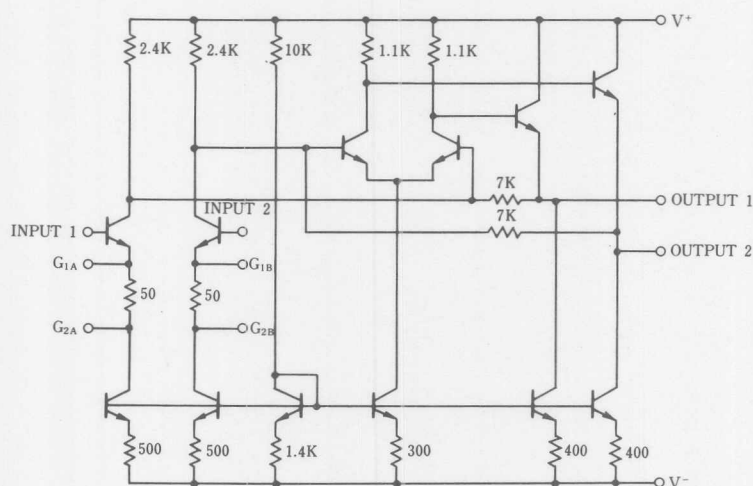 V⁺
2.4K 2.4K 10K 1.1K 1.1K
7K
OUTPUT 1
INPUT 2
7K
INPUT 1
OUTPUT 2
G1A G1B
50 50
G2A G2B
500 500 1.4K 300 400 400
V⁻